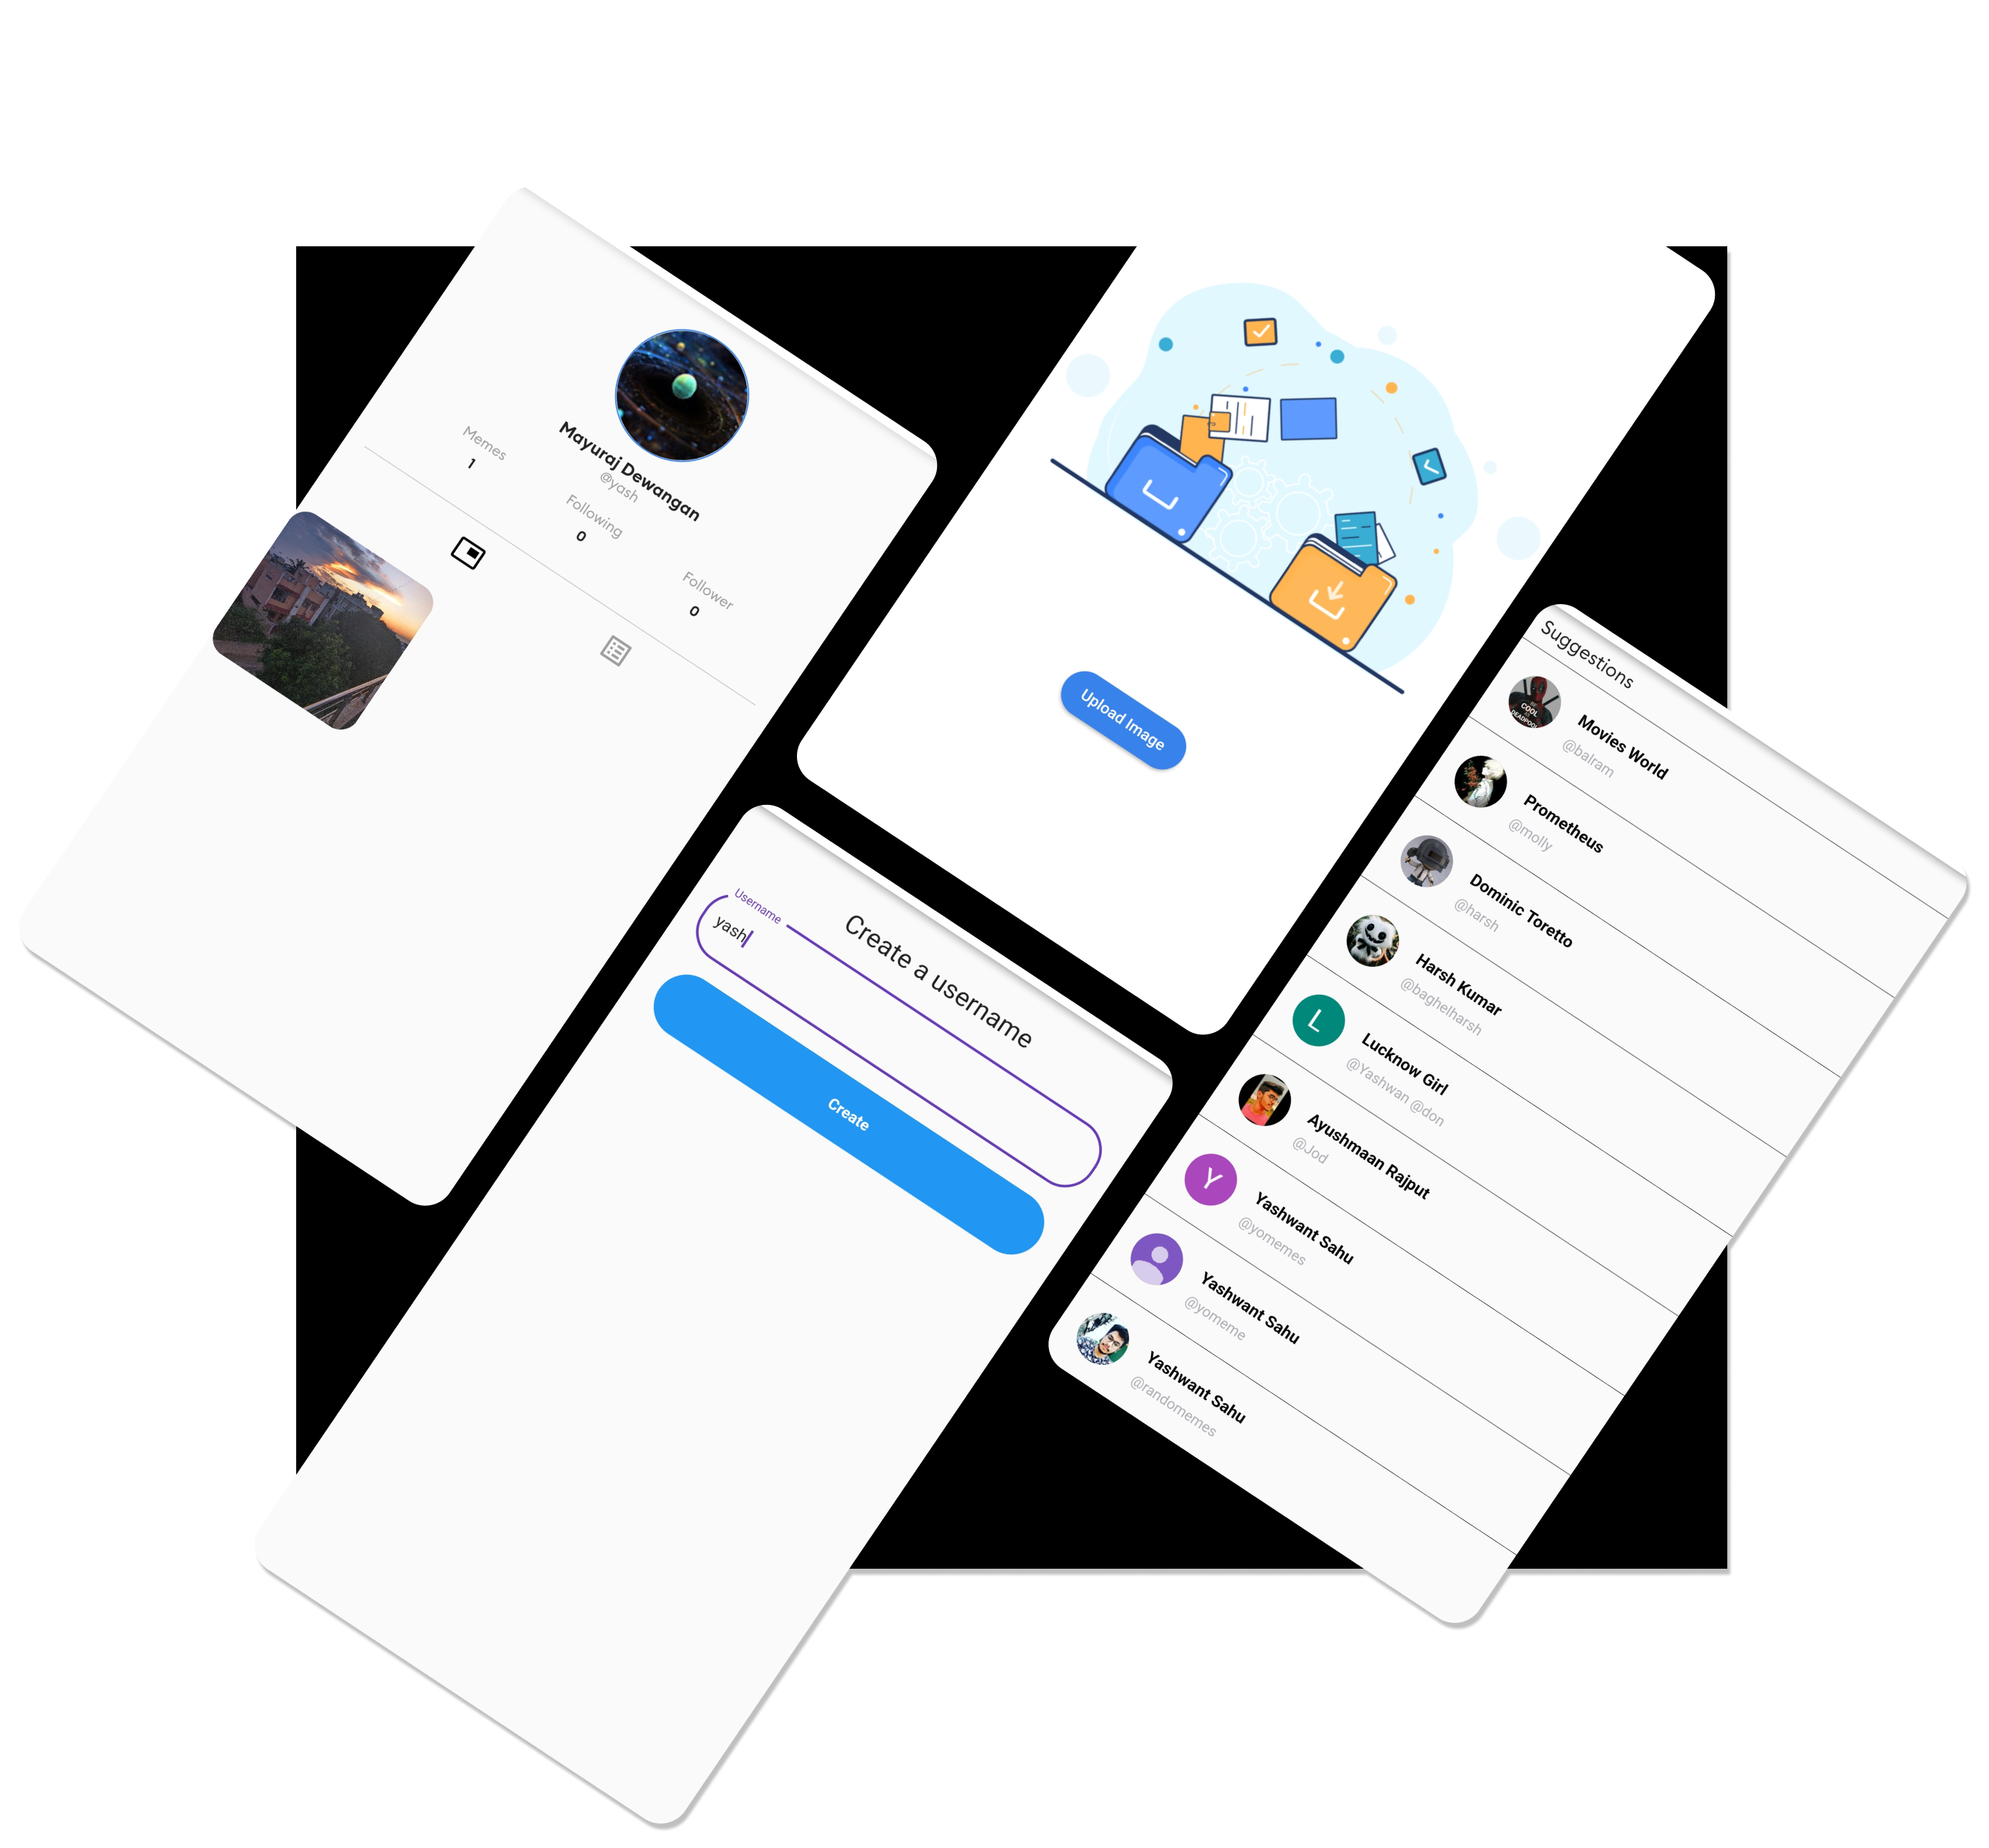 Mayuraj Dewangan
@yash
Memes
1
Following
0
Follower
0
Upload Image
Create a username
Username
yash
Create
Suggestions
COOL
DEADPOOL
Movies World
@balram
Prometheus
@molly
Dominic Toretto
@harsh
Harsh Kumar
@baghelharsh
L
Lucknow Girl
@Yashwan @don
Ayushmaan Rajput
@Jod
Y
Yashwant Sahu
@yomemes
Yashwant Sahu
@yomeme
Yashwant Sahu
@randomemes